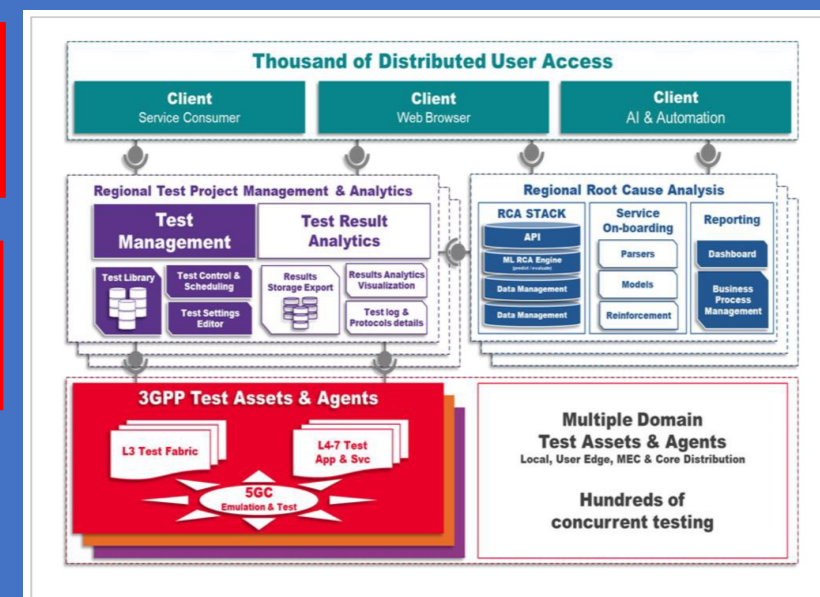 Thousand of Distributed User Access
Client
Service Consumer
Client
Web Browser
Client
AI & Automation
Regional Test Project Management & Analytics
Test
Management
Test Result
Analytics
Test Library
Test Control &
Scheduling
Test Settings
Editor
Results
Storage Export
Results Analytics
Visualization
Test log &
Protocols details
Regional Root Cause Analysis
RCA STACK
API
ML RCA Engine
(predict / evaluate)
Data Management
Data Management
Service
On-boarding
Parsers
Models
Reinforcement
Reporting
Dashboard
Business
Process
Management
3GPP Test Assets & Agents
L3 Test Fabric
L4-7 Test
App & Svc
5GC
Emulation & Test
Multiple Domain
Test Assets & Agents
Local, User Edge, MEC & Core Distribution
Hundreds of
concurrent testing